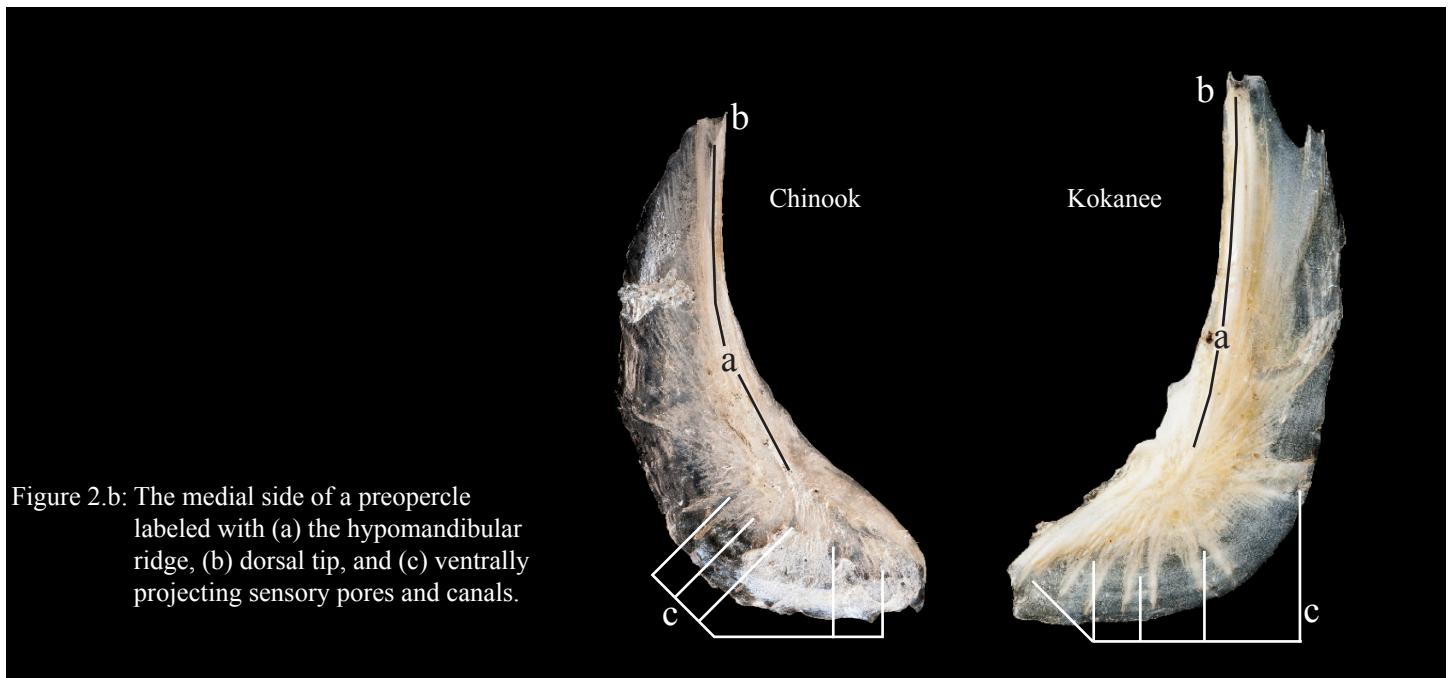 b
b
Chinook
Kokanee
a
a
Figure 2.b: The medial side of a preopercle
labeled with (a) the hypomandibular
ridge, (b) dorsal tip, and (c) ventrally
projecting sensory pores and canals.
c
c